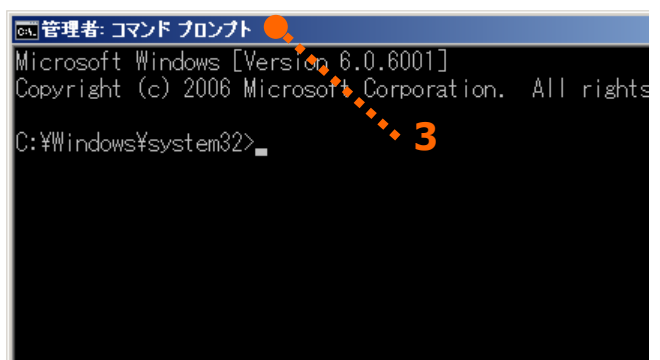 管理者: コマンド プロンプト
Microsoft Windows [Version 6.0.6001]
Copyright (c) 2006 Microsoft Corporation. All rights
C:¥Windows¥system32>_
3